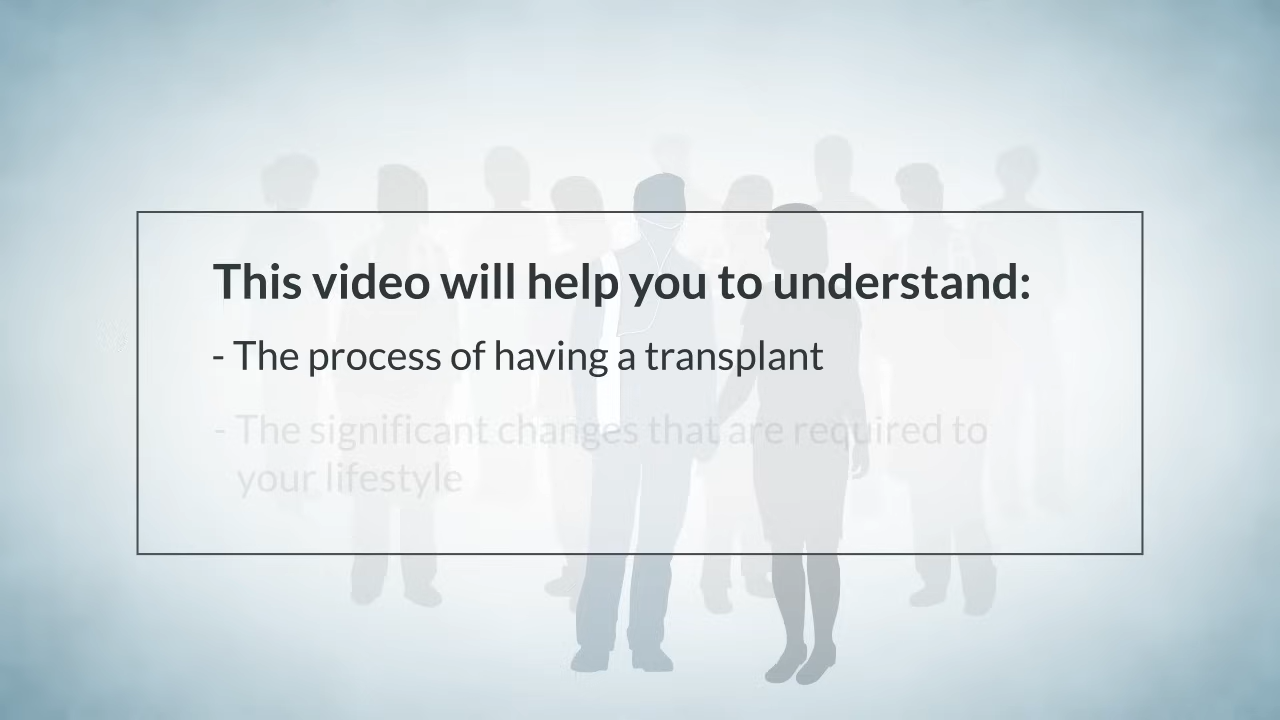 This video will help you to understand:
- The process of having a transplant
- The significant changes that are required to
your lifestyle